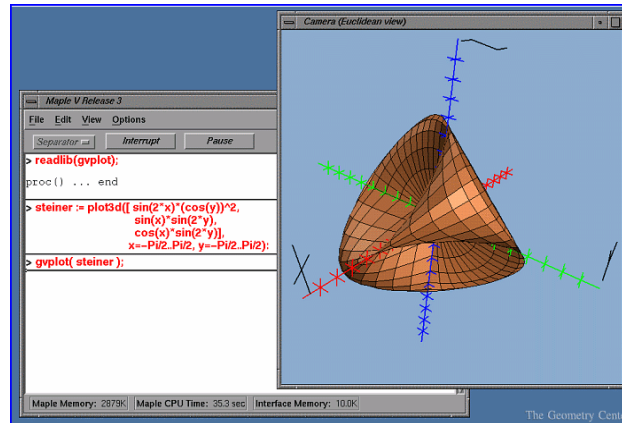 Camera (Euclidean view)
Maple V Release 3
File Edit View Options
Separator Interrupt Pause
> readlib(gvplot);
proc() ... end
> steiner := plot3d([ sin(2*x)*(cos(y))^2,
sin(x)*sin(2*y),
cos(x)*sin(2*y)],
x=-Pi/2..Pi/2, y=-Pi/2..Pi/2):
> gvplot( steiner );
Maple Memory: 2879K Maple CPU Time: 35.3 sec Interface Memory: 10.0K
The Geometry Cente